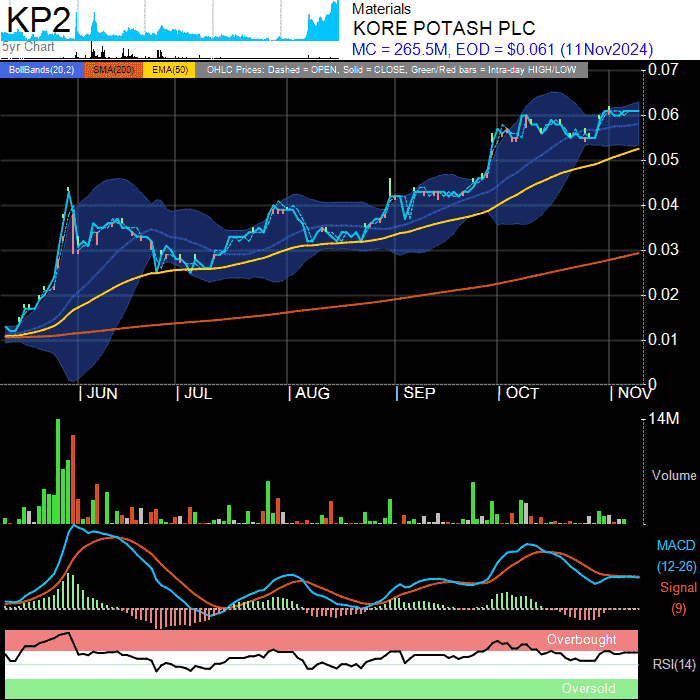 KP2
5yr Chart
Materials
KORE POTASH PLC
MC = 265.5M, EOD = $0.061 (11Nov2024)
BollBands(20,2) SMA(200) EMA(50) OHLC Prices: Dashed = OPEN, Solid = CLOSE, Green/Red bars = Intra-day HIGH/LOW
0.07
0.06
0.05
0.04
0.03
0.02
0.01
0
JUN JUL AUG SEP OCT NOV
14M
Volume
MACD
(12-26)
Signal
(9)
Overbought
RSI(14)
Oversold